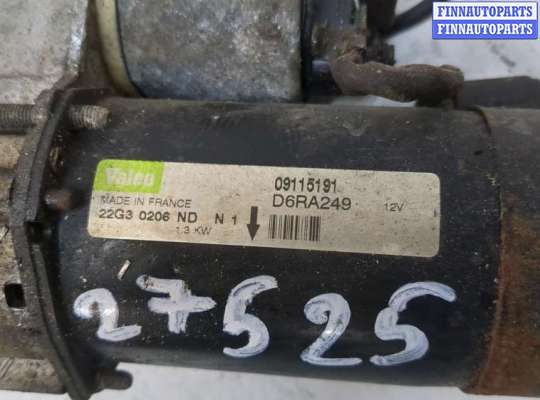 FINNAUTOPARTS
FINNAUTOPARTS
Valeo
09115191
MADE IN FRANCE
D6RA249 12V
22G3 0206 ND N 1
1.3 KW
27525